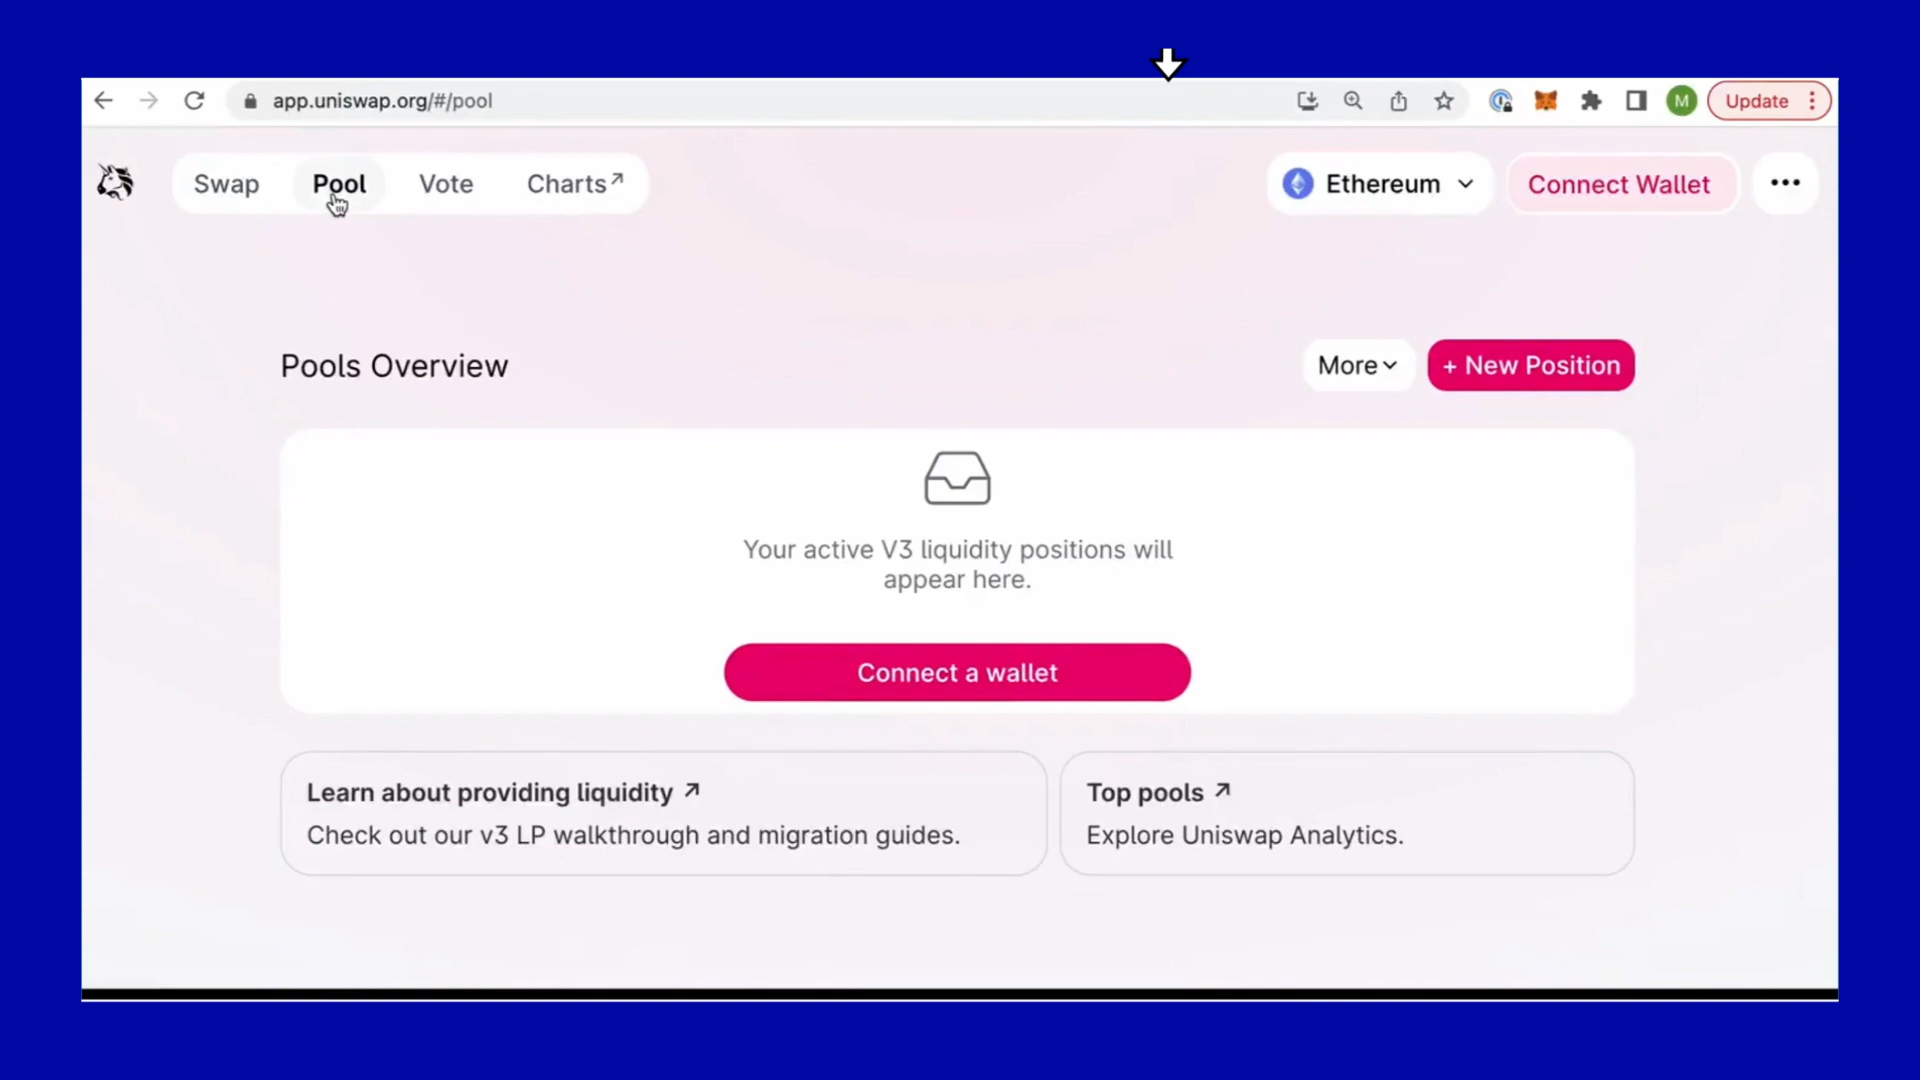 app.uniswap.org/#/pool
M
Update
Swap
Pool
Vote
Charts↗
Ethereum
Connect Wallet
Pools Overview
More
+ New Position
Your active V3 liquidity positions will
appear here.
Connect a wallet
Learn about providing liquidity ↗
Check out our v3 LP walkthrough and migration guides.
Top pools ↗
Explore Uniswap Analytics.